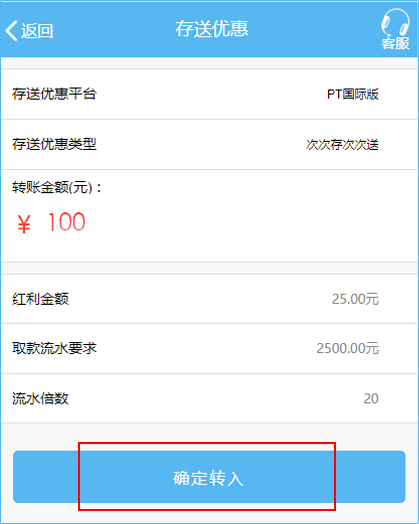 返回 存送优惠 客服
存送优惠平台 PT国际版
存送优惠类型 次次存次次送
转账金额(元)：
¥ 100
红利金额 25.00元
取款流水要求 2500.00元
流水倍数 20
确定转入